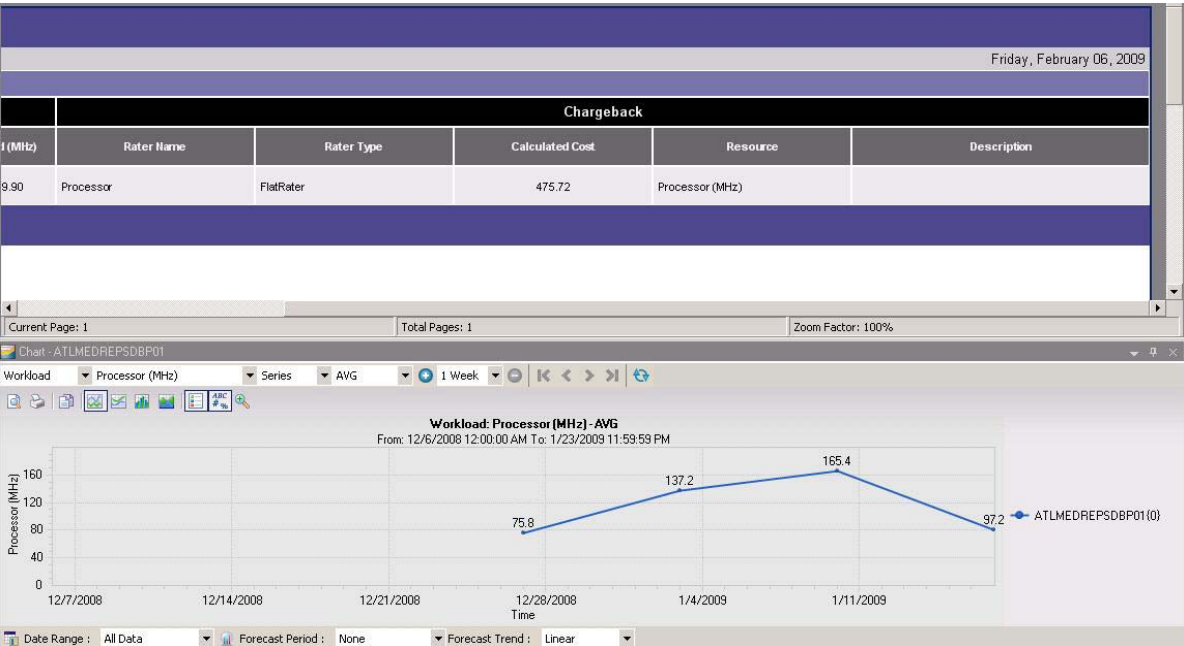 Friday, February 06, 2009
Chargeback
(MHz) Rater Name Rater Type Calculated Cost Resource Description
9.90 Processor FlatRater 475.72 Processor (MHz)
Current Page: 1 Total Pages: 1 Zoom Factor: 100%
Chart - ATLMEDREPSDBP01
Workload Processor (MHz) Series AVG 1 Week
ABC
#%
Workload: Processor (MHz) - AVG
From: 12/6/2008 12:00:00 AM To: 1/23/2009 11:59:59 PM
Processor (MHz)
160
120
80
40
0
75.8
137.2
165.4
97.2
ATLMEDREPSDBP01{0}
12/7/2008 12/14/2008 12/21/2008 12/28/2008 1/4/2009 1/11/2009
Time
Date Range : All Data Forecast Period : None Forecast Trend : Linear